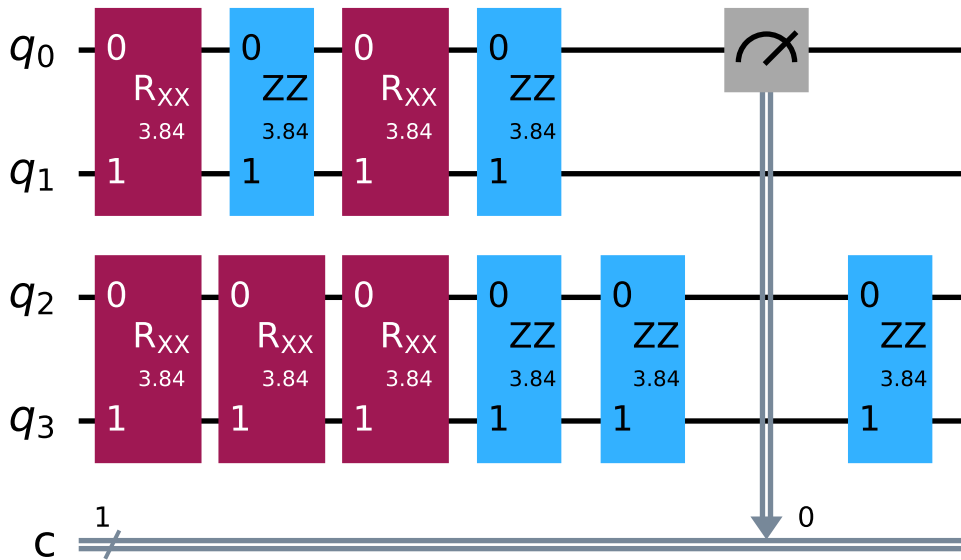 q0 0 0 0 0
RXX ZZ RXX ZZ
3.84 3.84 3.84 3.84
q1 1 1 1 1
q2 0 0 0 0 0 0
RXX RXX RXX ZZ ZZ ZZ
3.84 3.84 3.84 3.84 3.84 3.84
q3 1 1 1 1 1 1
1 0
c